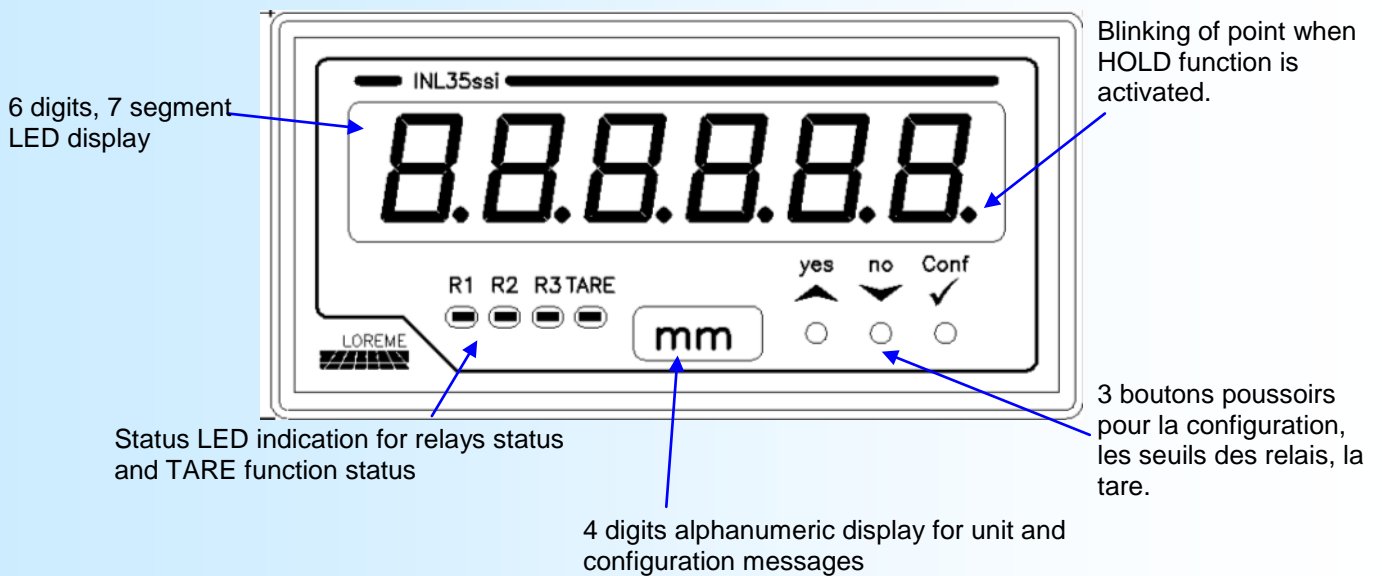 Blinking of point when
HOLD function is
activated.
INL35ssi
6 digits, 7 segment
LED display
8.8.8.8.8.8.
yes no Conf
R1 R2 R3 TARE
mm
LOREME
3 boutons poussoirs
pour la configuration,
les seuils des relais, la
tare.
Status LED indication for relays status
and TARE function status
4 digits alphanumeric display for unit and
configuration messages